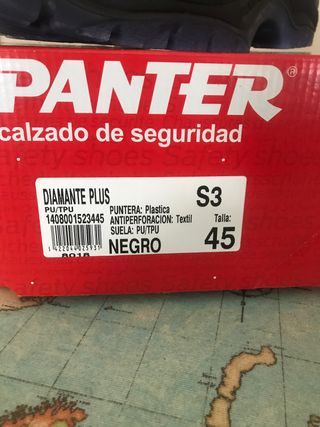 PANTER®
calzado de seguridad
DIAMANTE PLUS
PU/TPU
1408001523445
PUNTERA: Plastica
ANTIPERFORACION: Textil
SUELA: PU/TPU
NEGRO
S3
Talla:
45